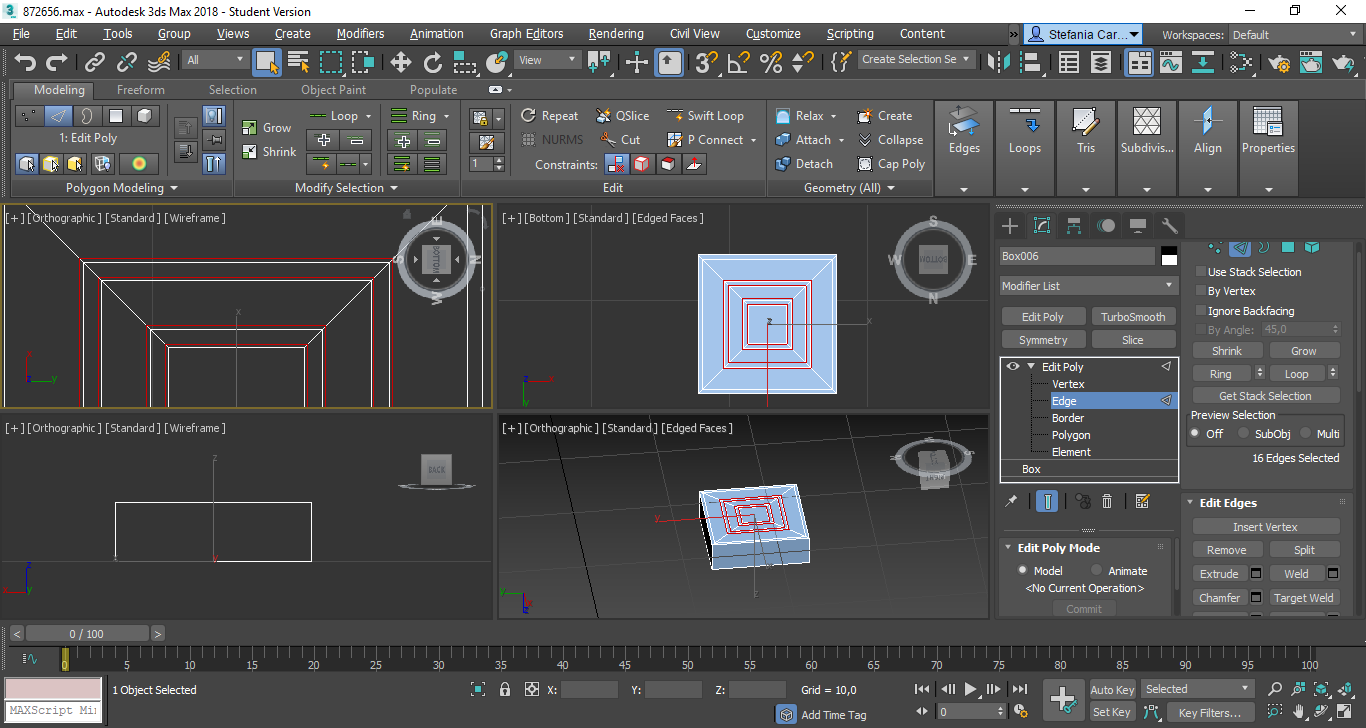 872656.max - Autodesk 3ds Max 2018 - Student Version
File Edit Tools Group Views Create Modifiers Animation Graph Editors Rendering Civil View Customize Scripting Content » Stefania Car... Workspaces: Default
All View Create Selection Se
Modeling Freeform Selection Object Paint Populate
1: Edit Poly
Polygon Modeling
Grow
Shrink
Loop Ring
Modify Selection
1
Repeat QSlice Swift Loop
NURMS Cut P Connect
Constraints:
Edit
Relax Create
Attach Collapse
Detach Cap Poly
Geometry (All)
Edges Loops Tris Subdivis... Align Properties
[+] [Orthographic] [Standard] [Wireframe]
E
S BOTTOM N
W
x
x
z y
[+] [Bottom] [Standard] [Edged Faces]
S
W BOTTOM E
N
z x
z x
y
[+] [Orthographic] [Standard] [Wireframe]
BACK
z
y
z
x y
[+] [Orthographic] [Standard] [Edged Faces]
y
z
y
z
Box006
Modifier List
Edit Poly TurboSmooth
Symmetry Slice
Edit Poly
Vertex
Edge
Border
Polygon
Element
Box
Edit Poly Mode
Model Animate
<No Current Operation>
Commit
Use Stack Selection
By Vertex
Ignore Backfacing
By Angle: 45,0
Shrink Grow
Ring Loop
Get Stack Selection
Preview Selection
Off SubObj Multi
16 Edges Selected
Edit Edges
Insert Vertex
Remove Split
Extrude Weld
Chamfer Target Weld
< 0 / 100 >
0 5 10 15 20 25 30 35 40 45 50 55 60 65 70 75 80 85 90 95 100
MAXScript Mi
1 Object Selected
X: Y: Z: Grid = 10,0
Add Time Tag
0
Auto Key Selected
Set Key Key Filters...